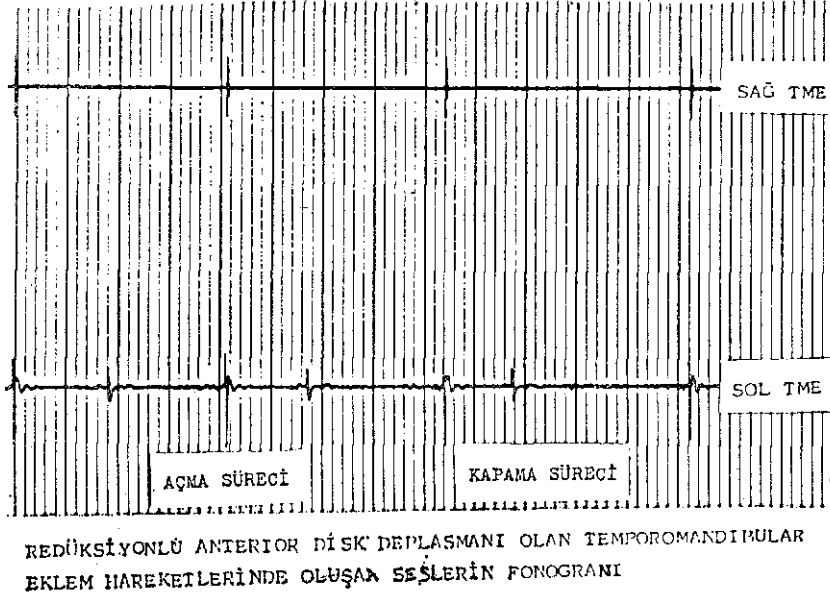 SAĞ TME
SOL TME
AÇMA SÜRECİ
KAPAMA SÜRECİ
REDÜKSİYONLU ANTERIOR DİSK DEPLASMANI OLAN TEMPOROMANDIBULAR
EKLEM HAREKETLERİNDE OLUŞAN SESLERİN FONOGRANI